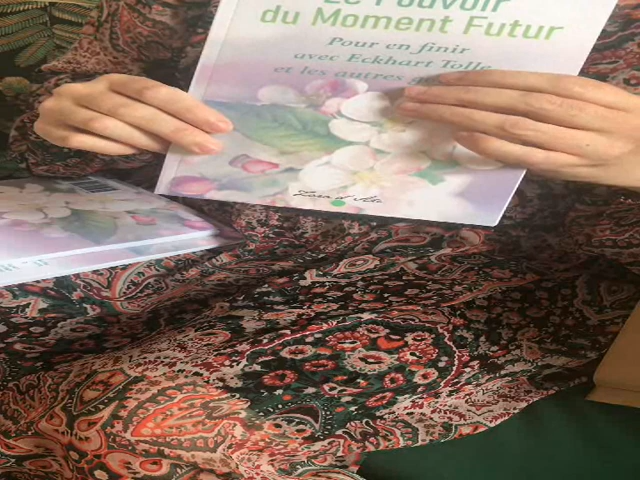 Le Pouvoir
du Moment Futur
Pour en finir
avec Eckhart Tolle
et les autres